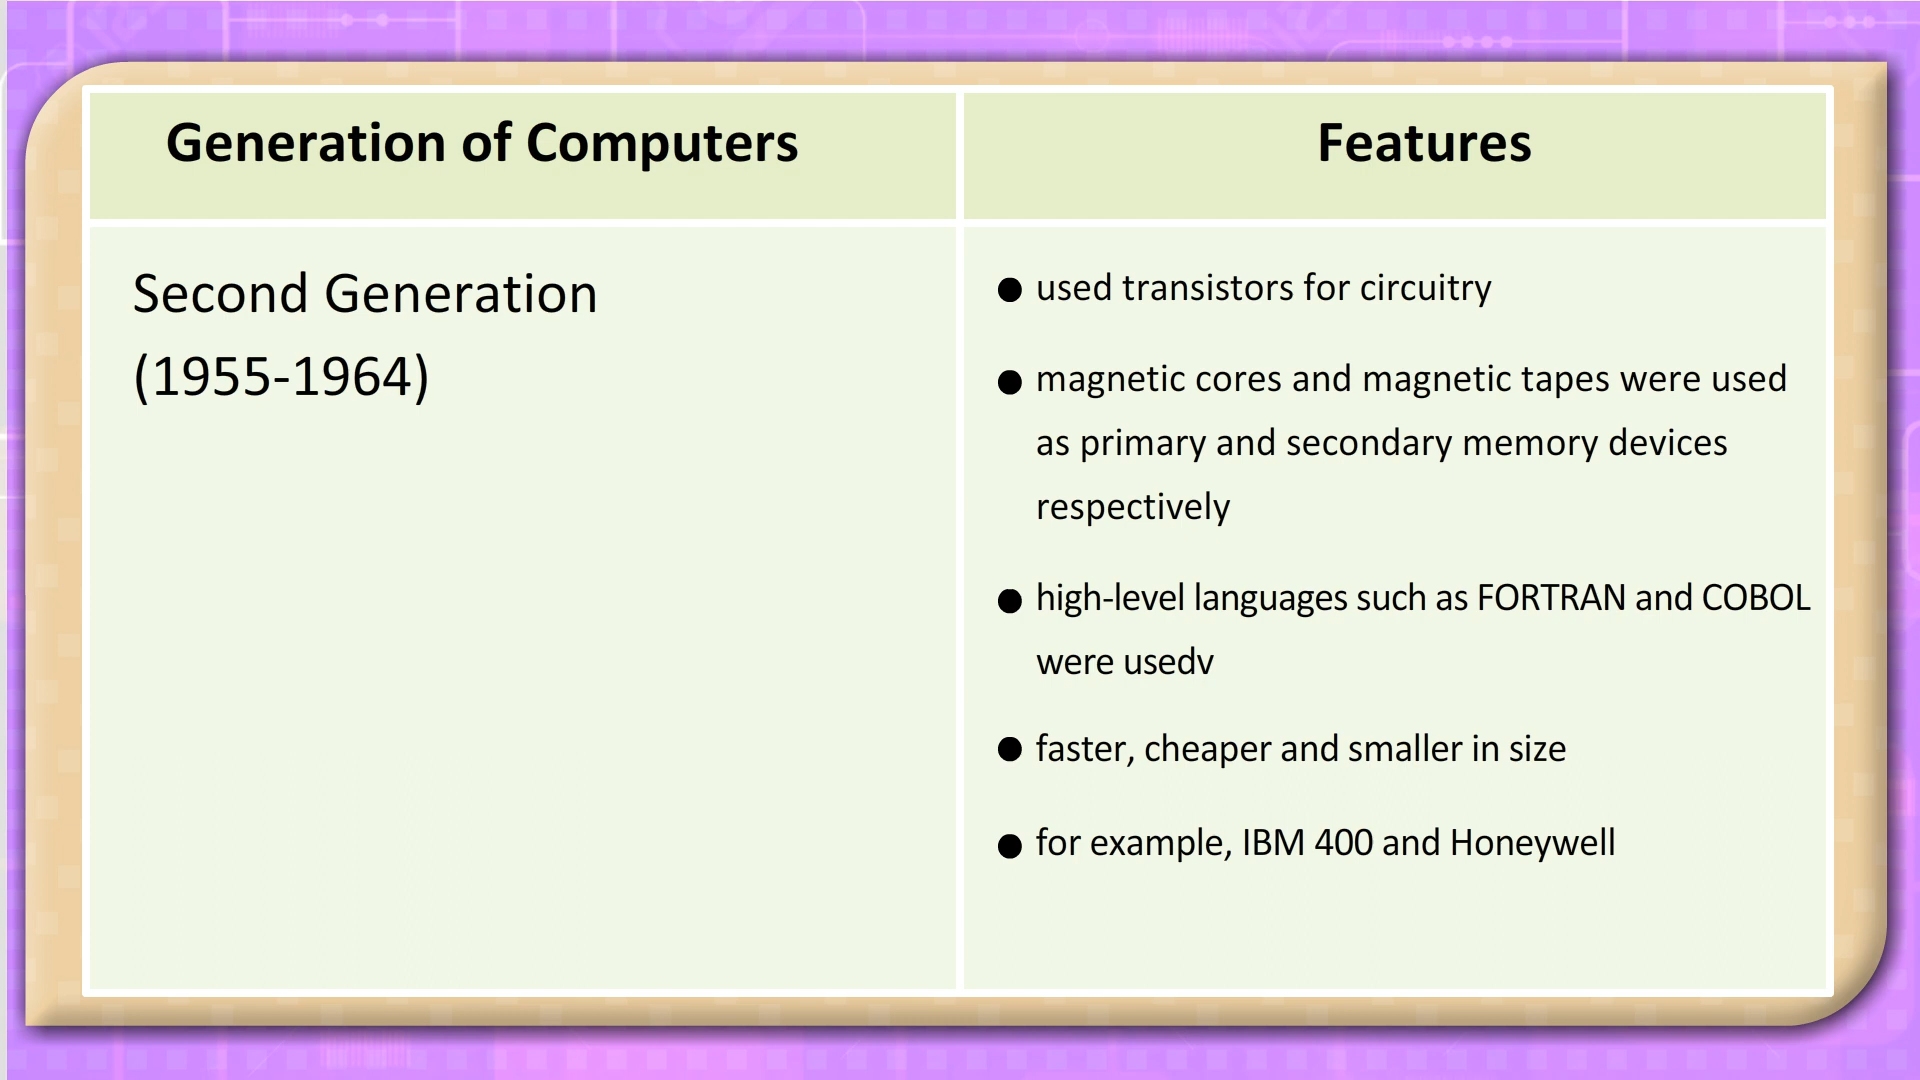 Generation of Computers
Features
Second Generation
(1955-1964)
● used transistors for circuitry
● magnetic cores and magnetic tapes were used
as primary and secondary memory devices
respectively
● high-level languages such as FORTRAN and COBOL
were usedv
● faster, cheaper and smaller in size
● for example, IBM 400 and Honeywell